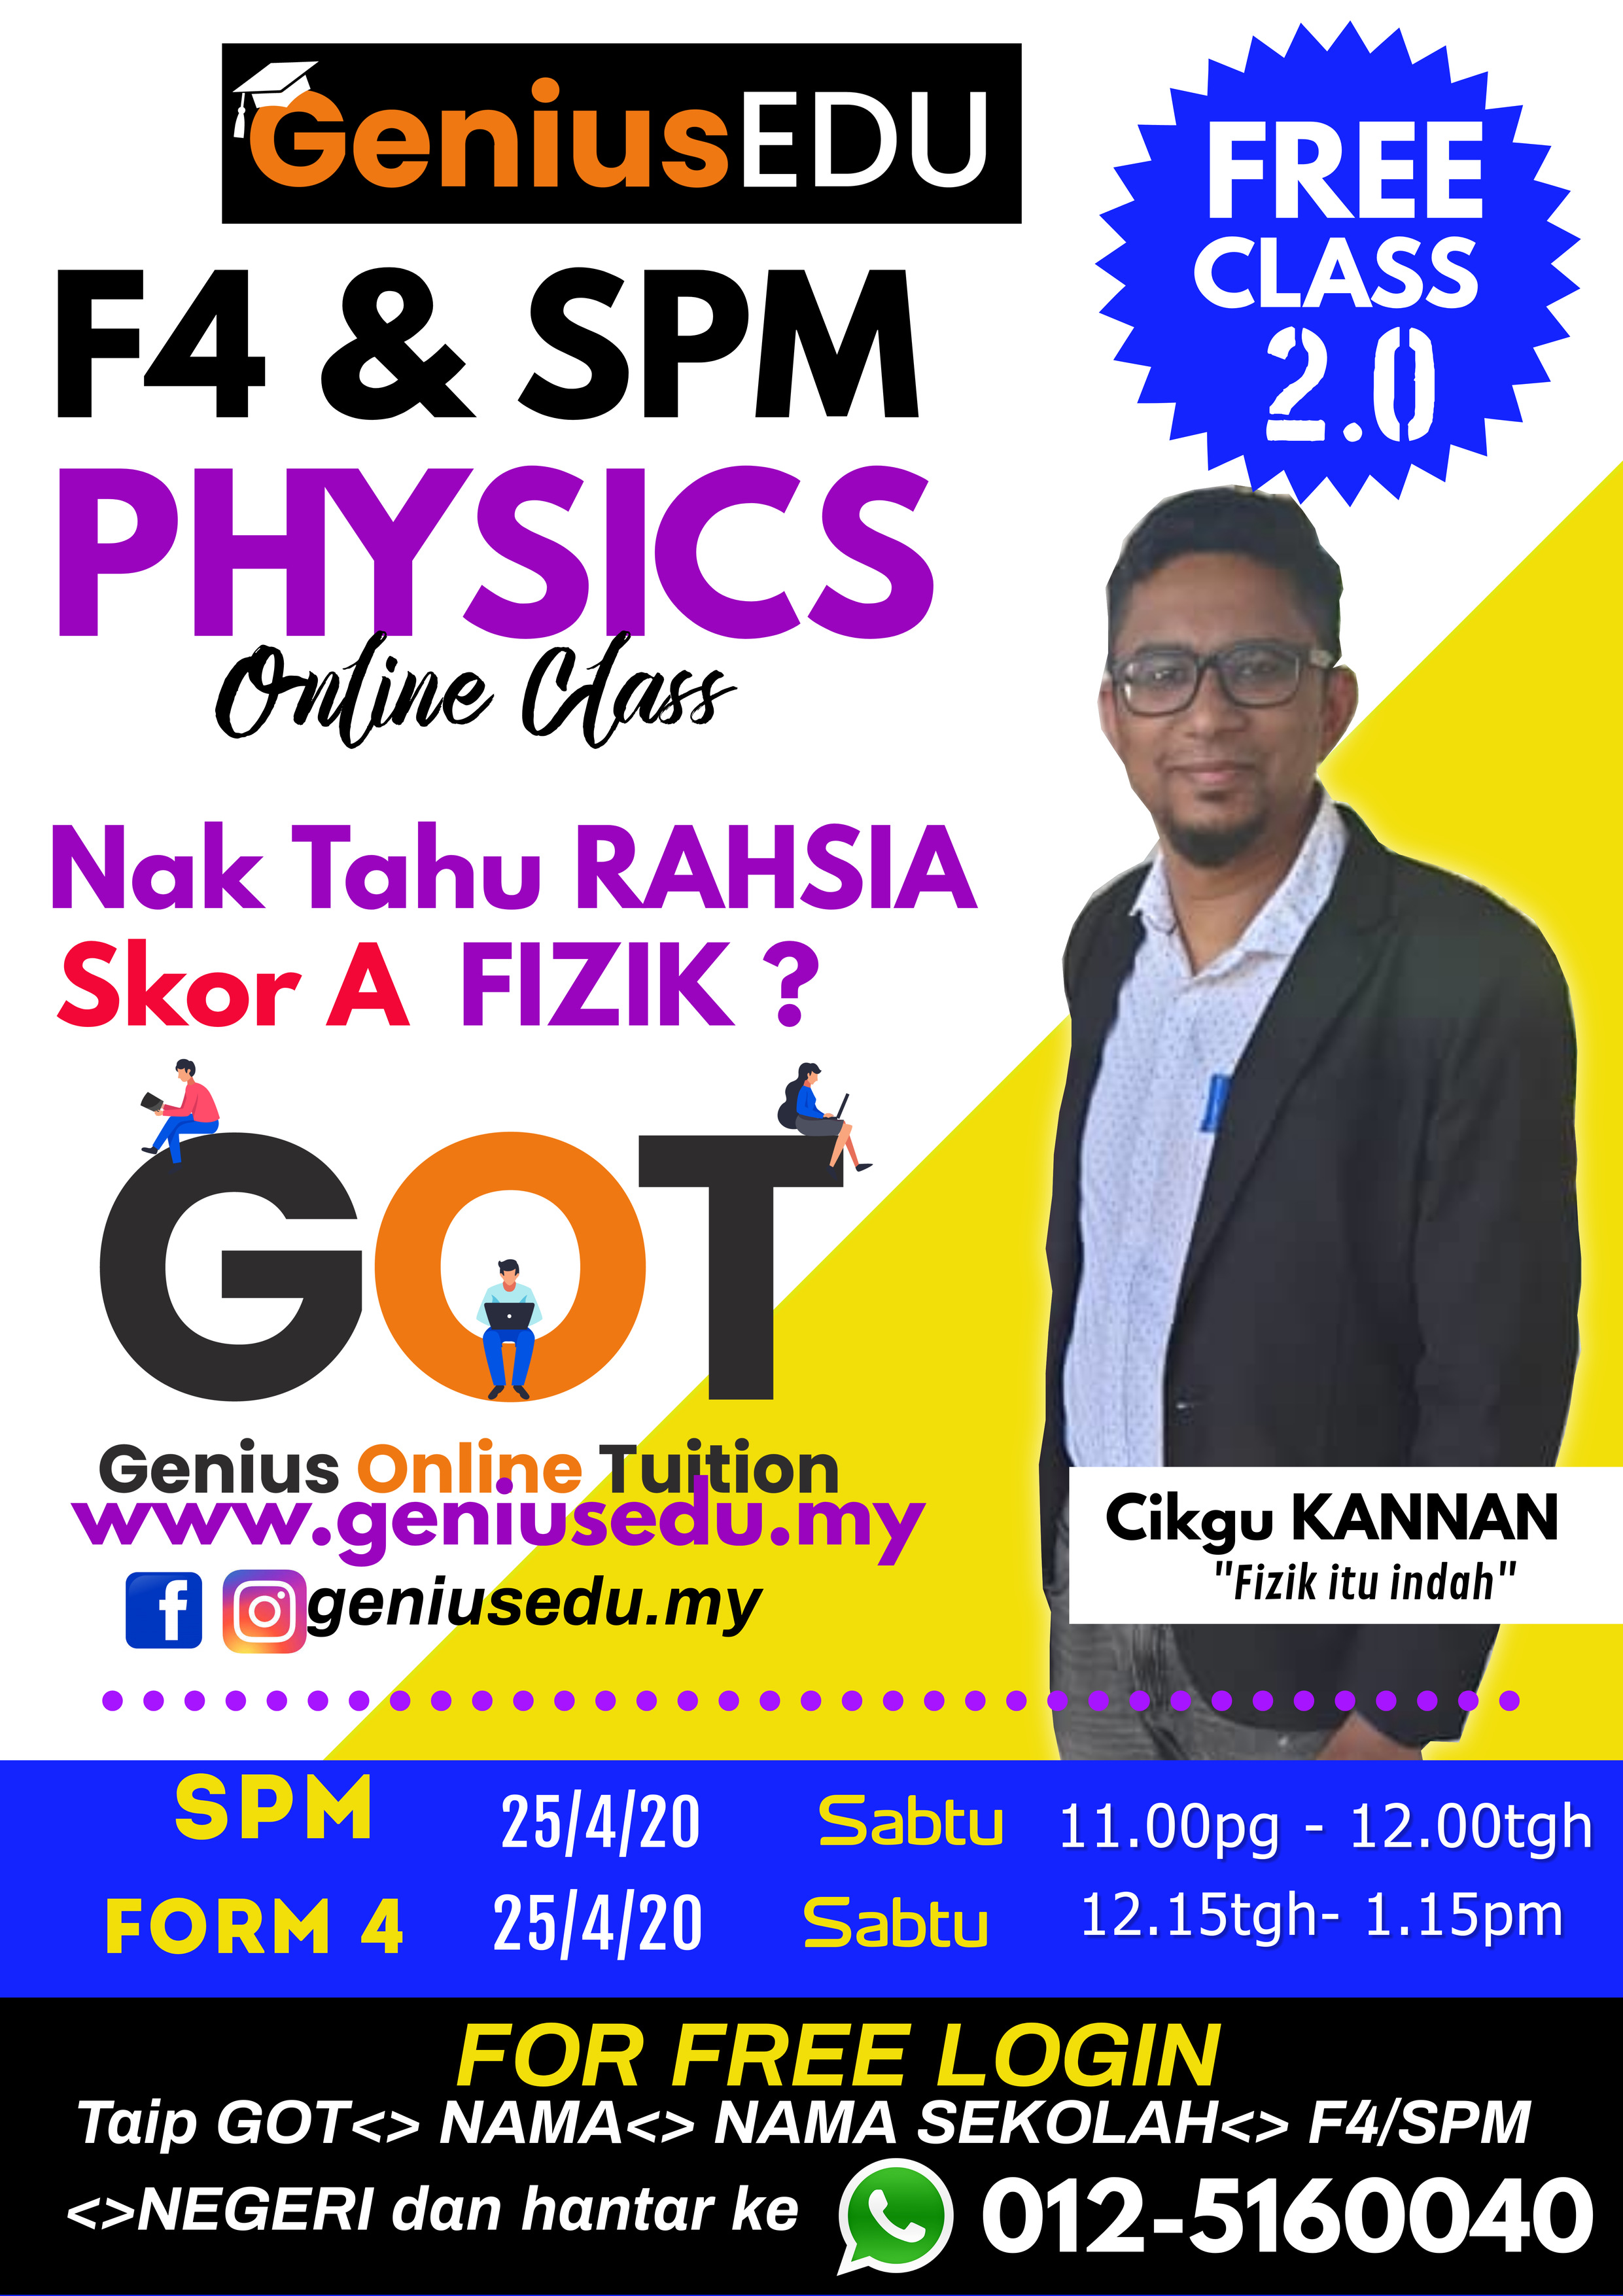 GeniusEDU
FREE
CLASS
2.0
F4 & SPM
PHYSICS
Online Class
Nak Tahu RAHSIA
Skor A FIZIK ?
GOT
Genius Online Tuition
www.geniusedu.my
geniusedu.my
Cikgu KANNAN
"Fizik itu indah"
SPM 25/4/20 Sabtu 11.00pg - 12.00tgh
FORM 4 25/4/20 Sabtu 12.15tgh- 1.15pm
FOR FREE LOGIN
Taip GOT<> NAMA<> NAMA SEKOLAH<> F4/SPM
<>NEGERI dan hantar ke 012-5160040